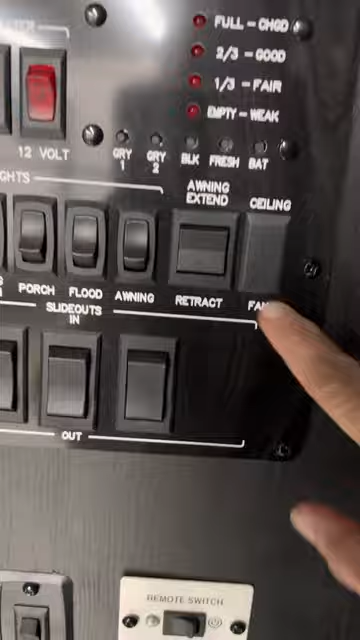 FULL - CHGD
2/3 - GOOD
1/3 - FAIR
EMPTY - WEAK
12 VOLT
GRY 1
GRY 2
BLK
FRESH
BAT
GHTS
AWNING EXTEND
CEILING
PORCH
FLOOD
AWNING
RETRACT
SLIDEOUTS
IN
OUT
REMOTE SWITCH